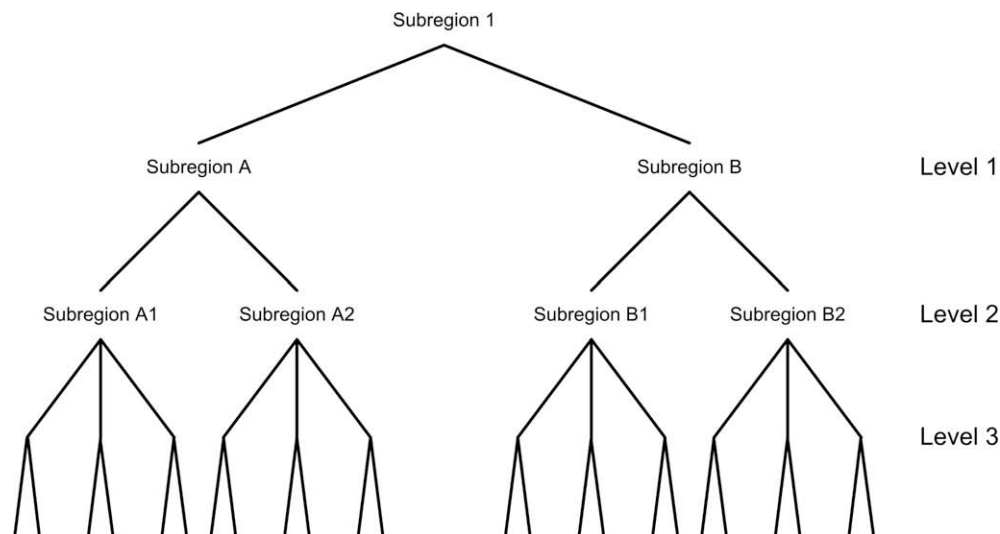 Subregion 1
Subregion A
Subregion B
Level 1
Subregion A1
Subregion A2
Subregion B1
Subregion B2
Level 2
Level 3